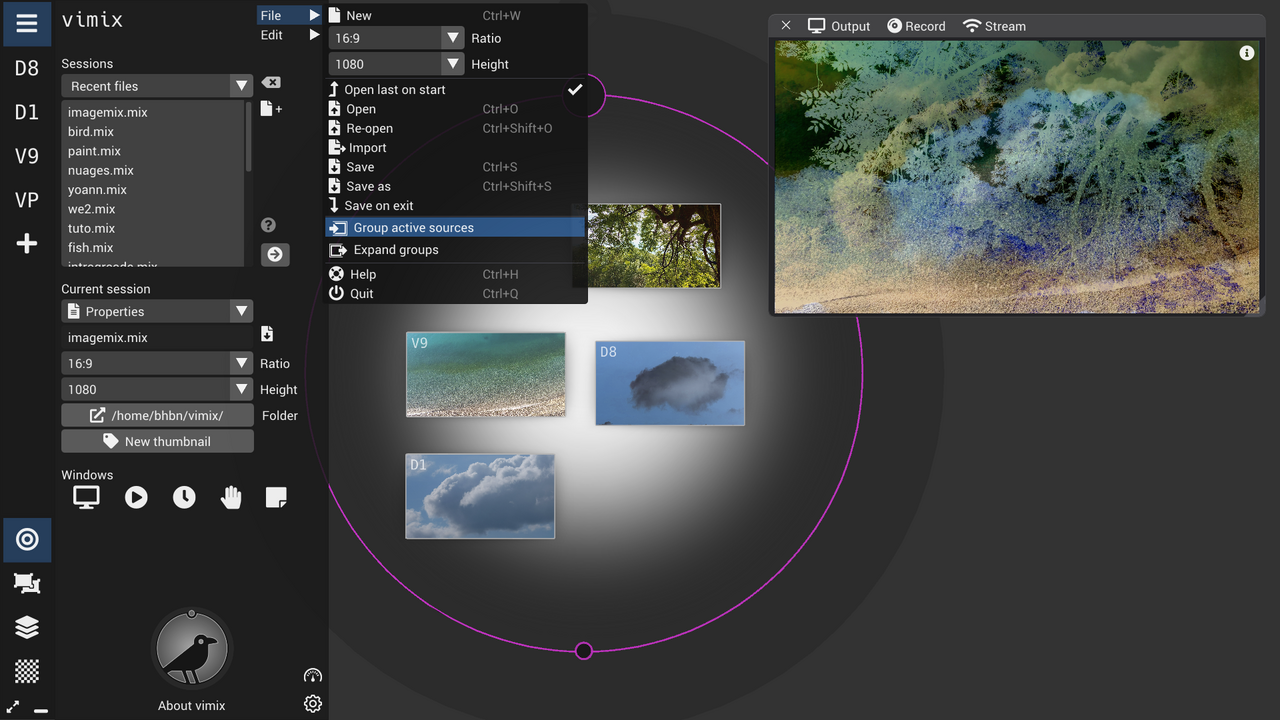 vimix
D8
D1
V9
VP
Sessions
Recent files
imagemix.mix
bird.mix
paint.mix
nuages.mix
yoann.mix
we2.mix
tuto.mix
fish.mix
Current session
Properties
imagemix.mix
16:9 Ratio
1080 Height
/home/bhbn/vimix/ Folder
New thumbnail
Windows
About vimix
File
Edit
New Ctrl+W
16:9 Ratio
1080 Height
Open last on start
Open Ctrl+O
Re-open Ctrl+Shift+O
Import
Save Ctrl+S
Save as Ctrl+Shift+S
Save on exit
Group active sources
Expand groups
Help Ctrl+H
Quit Ctrl+Q
V9
D8
D1
Output Record Stream